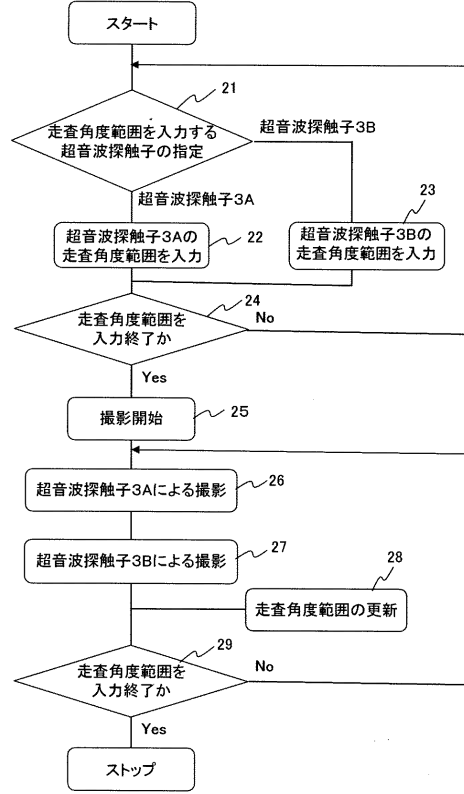 スタート
21
走査角度範囲を入力する
超音波探触子の指定
超音波探触子3B
超音波探触子3A
23
超音波探触子3Aの
走査角度範囲を入力
22
超音波探触子3Bの
走査角度範囲を入力
24
走査角度範囲を
入力終了か
No
Yes
撮影開始
25
超音波探触子3Aによる撮影
26
超音波探触子3Bによる撮影
27
28
走査角度範囲の更新
29
走査角度範囲を
入力終了か
No
Yes
ストップ